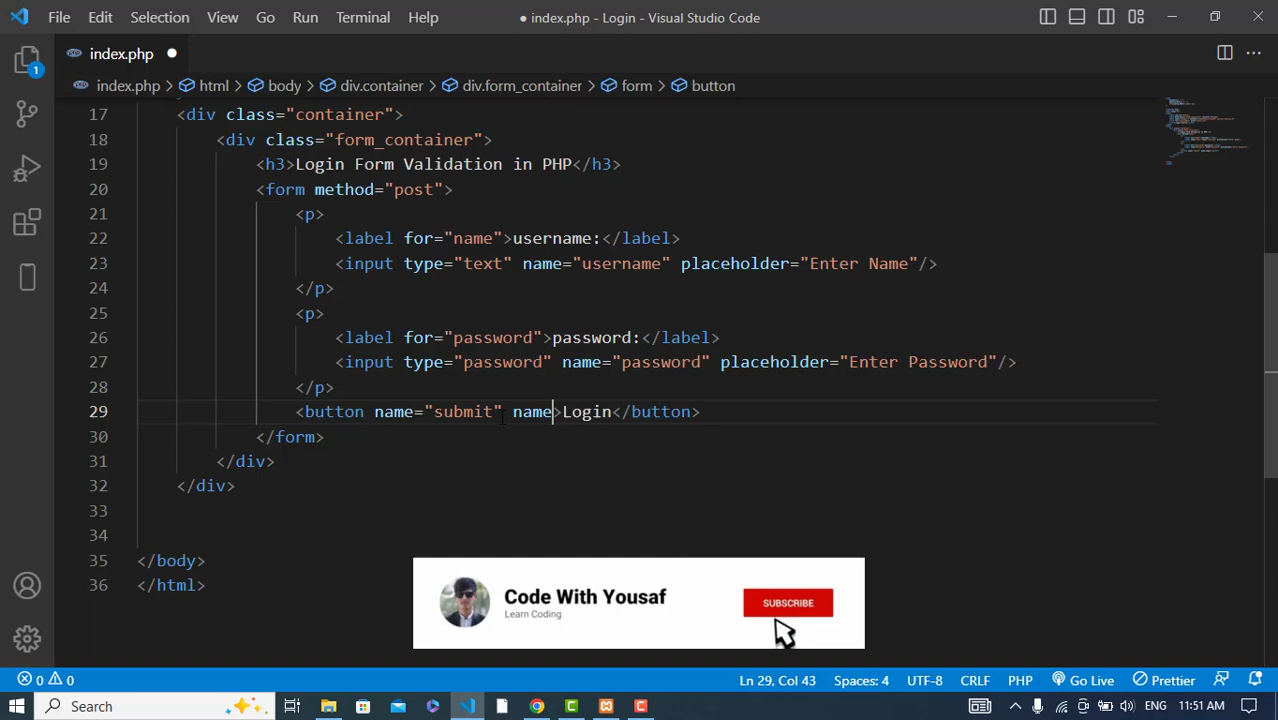 File Edit Selection View Go Run Terminal Help
● index.php - Login - Visual Studio Code
1
index.php ●
index.php > html > body > div.container > div.form_container > form > button
17 <div class="container">
18 <div class="form_container">
19 <h3>Login Form Validation in PHP</h3>
20 <form method="post">
21 <p>
22 <label for="name">username:</label>
23 <input type="text" name="username" placeholder="Enter Name"/>
24 </p>
25 <p>
26 <label for="password">password:</label>
27 <input type="password" name="password" placeholder="Enter Password"/>
28 </p>
29 <button name="submit" name>Login</button>
30 </form>
31 </div>
32 </div>
33
34
35 </body>
36 </html>
Code With Yousaf
Learn Coding
SUBSCRIBE
0 0 Ln 29, Col 43 Spaces: 4 UTF-8 CRLF PHP Go Live Prettier
Search ENG 11:51 AM